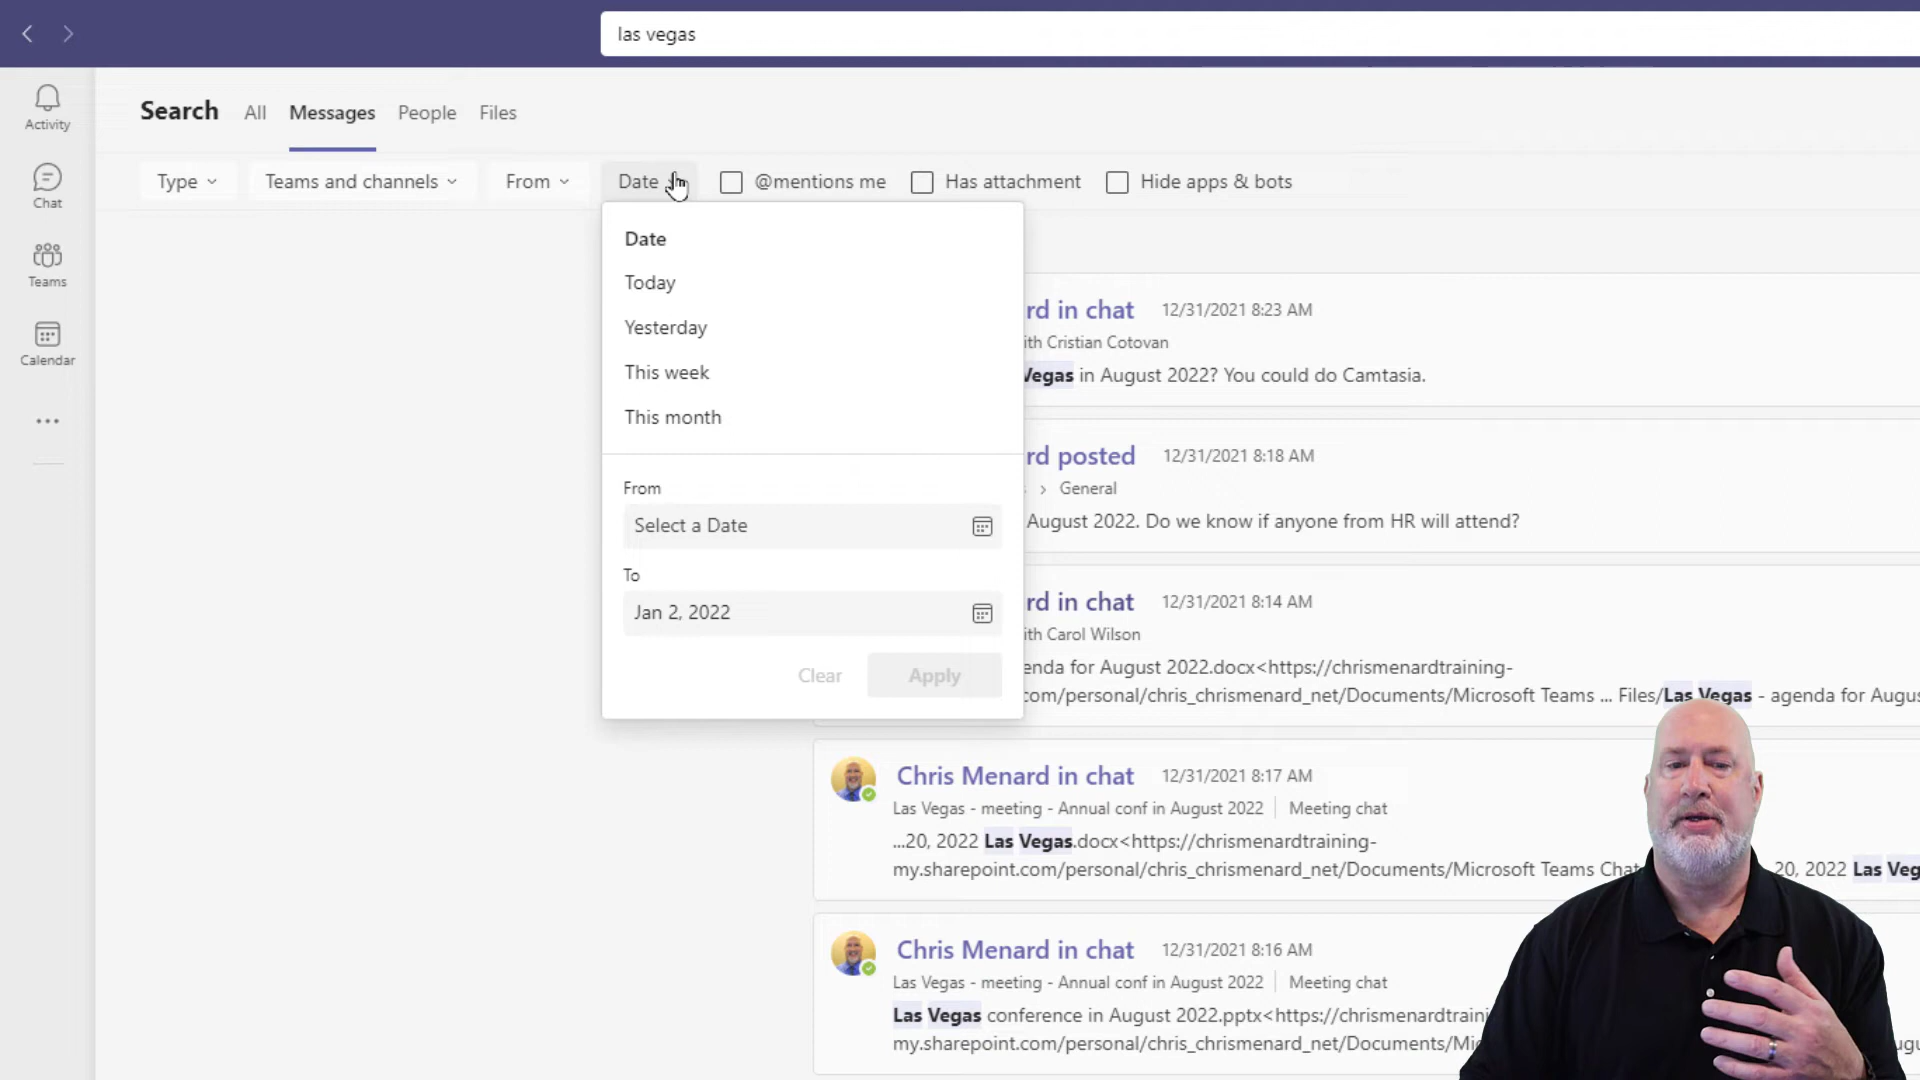 las vegas
Activity
Chat
Teams
Calendar
Search All Messages People Files
Type Teams and channels From Date @mentions me Has attachment Hide apps & bots
Date
Today
Yesterday
This week
This month
From
Select a Date
To
Jan 2, 2022
Clear Apply
rd in chat 12/31/2021 8:23 AM
ith Cristian Cotovan
Vegas in August 2022? You could do Camtasia.
rd posted 12/31/2021 8:18 AM
> General
August 2022. Do we know if anyone from HR will attend?
rd in chat 12/31/2021 8:14 AM
ith Carol Wilson
enda for August 2022.docx<https://chrismenardtraining-
com/personal/chris_chrismenard_net/Documents/Microsoft Teams ... Files/Las Vegas - agenda for Augus
Chris Menard in chat 12/31/2021 8:17 AM
Las Vegas - meeting - Annual conf in August 2022 | Meeting chat
...20, 2022 Las Vegas.docx<https://chrismenardtraining-
my.sharepoint.com/personal/chris_chrismenard_net/Documents/Microsoft Teams Chat 20, 2022 Las Veg
Chris Menard in chat 12/31/2021 8:16 AM
Las Vegas - meeting - Annual conf in August 2022 | Meeting chat
Las Vegas conference in August 2022.pptx<https://chrismenardtraini
my.sharepoint.com/personal/chris_chrismenard_net/Documents/Mic